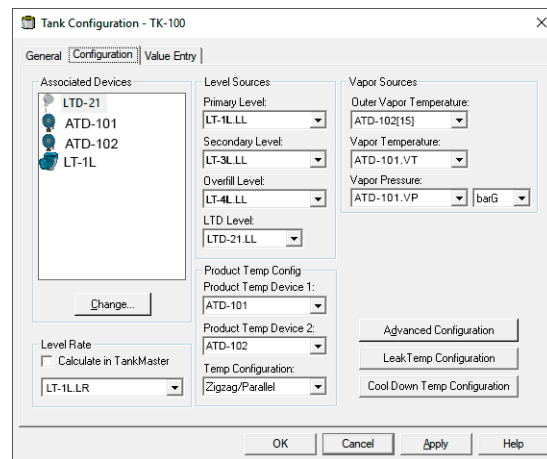 Tank Configuration - TK-100
General Configuration Value Entry
Associated Devices
LTD-21
ATD-101
ATD-102
LT-1L
Change...
Level Rate
Calculate in TankMaster
LT-1L.LR
Level Sources
Primary Level:
LT-1L.LL
Secondary Level:
LT-3L.LL
Overfill Level:
LT-4L.LL
LTD Level:
LTD-21.LL
Product Temp Config
Product Temp Device 1:
ATD-101
Product Temp Device 2:
ATD-102
Temp Configuration:
Zigzag/Parallel
Vapor Sources
Outer Vapor Temperature:
ATD-102[15]
Vapor Temperature:
ATD-101.VT
Vapor Pressure:
ATD-101.VP barG
Advanced Configuration
LeakTemp Configuration
Cool Down Temp Configuration
OK Cancel Apply Help